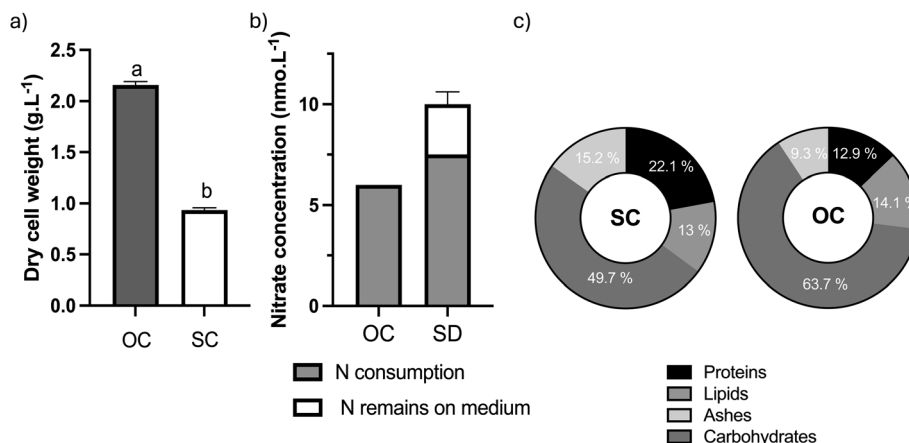 a)
Dry cell weight (g.L-1)
2.5
2.0
1.5
1.0
0.5
0.0
a
b
OC
SC
b)
Nitrate concentration (nmo.L-1)
10
5
0
OC
SD
N consumption
N remains on medium
c)
15.2 %
22.1 %
SC
13 %
49.7 %
9.3 %
12.9 %
OC
14.1 %
63.7 %
Proteins
Lipids
Ashes
Carbohydrates